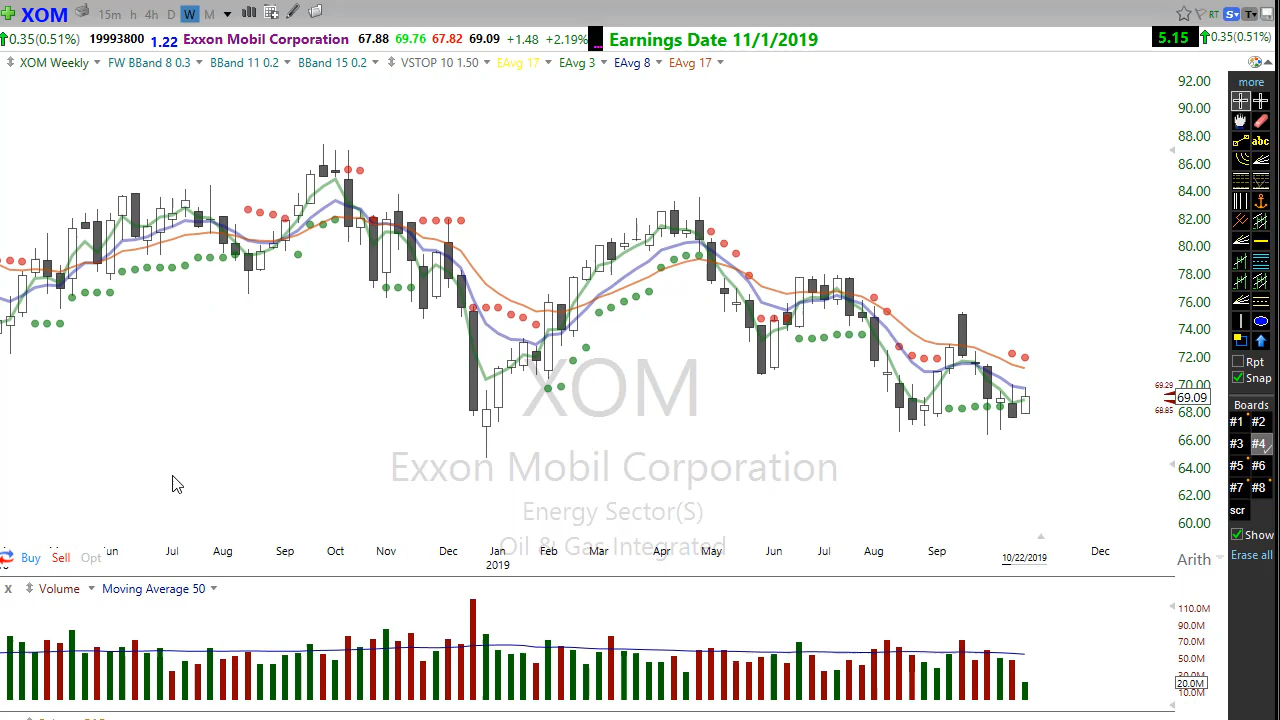 XOM 15m h 4h D W M RT S T
0.35(0.51%) 19993800 1.22 Exxon Mobil Corporation 67.88 69.76 67.82 69.09 +1.48 +2.19% Earnings Date 11/1/2019 5.15 0.35(0.51%)
XOM Weekly FW BBand 8 0.3 BBand 11 0.2 BBand 15 0.2 VSTOP 10 1.50 EAvg 17 EAvg 3 EAvg 8 EAvg 17
more
abc
92.00
90.00
88.00
86.00
84.00
82.00
80.00
78.00
76.00
74.00
72.00
70.00
69.29
69.09
68.85
68.00
66.00
64.00
62.00
60.00
Rpt
Snap
Boards
#1 #2
#3 #4
#5 #6
#7 #8
scr
Show
Erase all
XOM
Exxon Mobil Corporation
Energy Sector(S)
Oil & Gas Integrated
Buy Sell Opt
Jul Aug Sep Oct Nov Dec Jan Feb Mar Apr May Jun Jul Aug Sep 10/22/2019 Dec
2019
Arith
X Volume Moving Average 50
110.0M
90.0M
70.0M
50.0M
30.0M
20.0M
10.0M